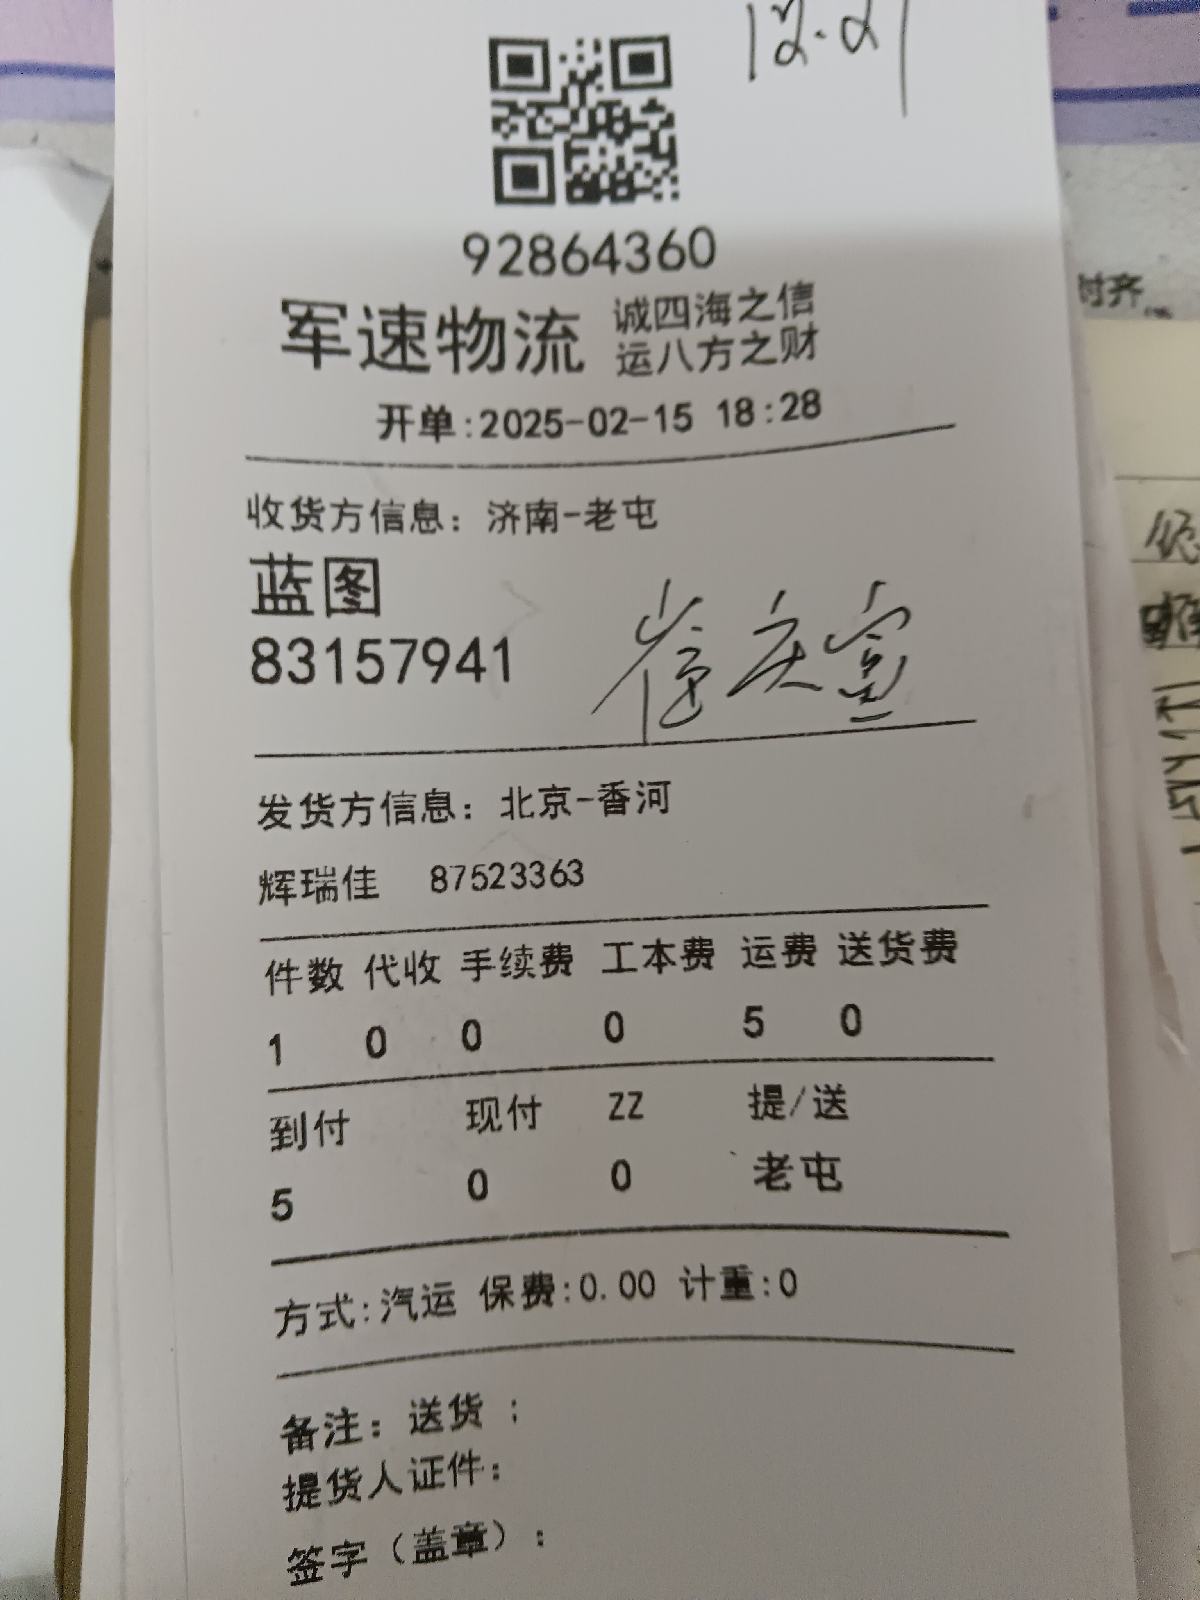 12.21
92864360
军速物流 诚四海之信
运八方之财
开单:2025-02-15 18:28
收货方信息: 济南-老屯
蓝图
83157941
崔庆宣
发货方信息: 北京-香河
辉瑞佳 87523363
件数 代收 手续费 工本费 运费 送货费
1 0 0 0 5 0
到付 现付 ZZ 提/送
5 0 0 老屯
方式:汽运 保费:0.00 计重:0
备注: 送货 ;
提货人证件:
签字(盖章):
对齐